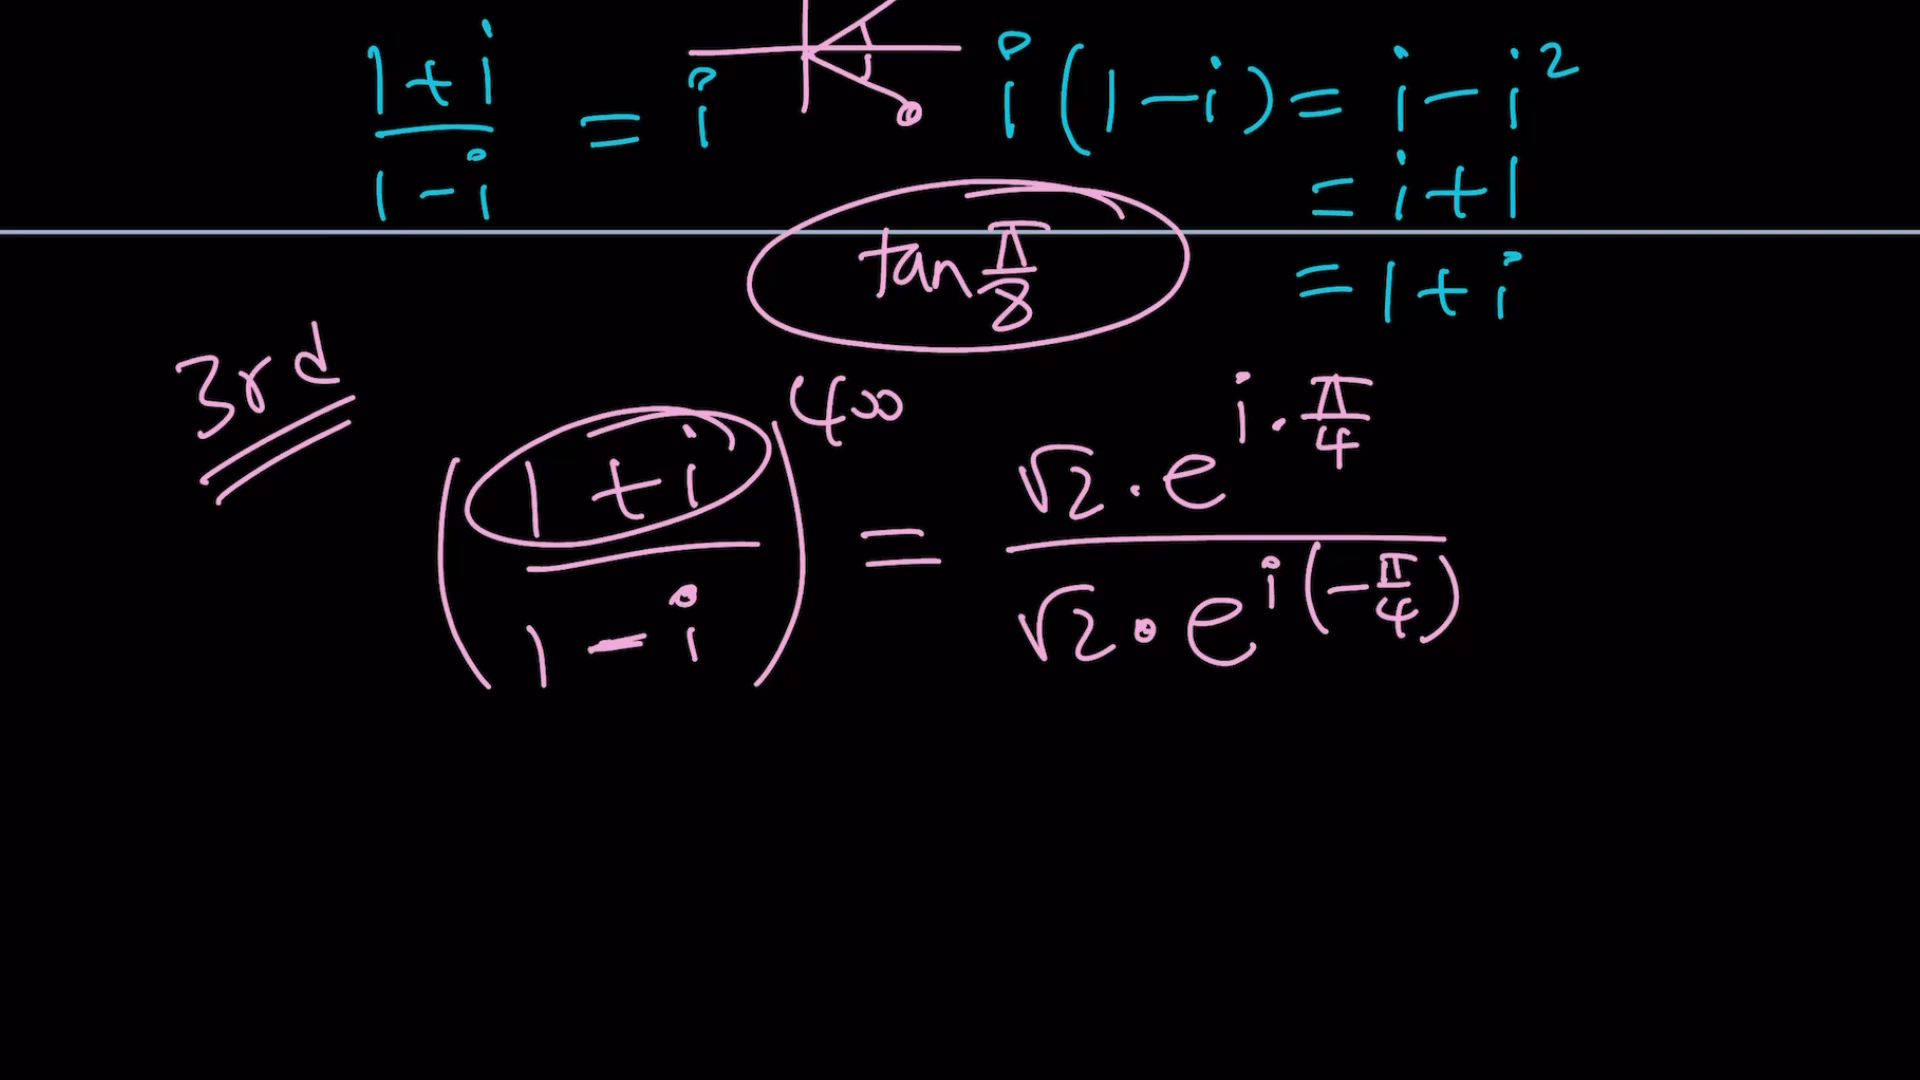 (1+i)/(1-i) = i
i(1-i) = i-i²
= i+1
= 1+i
tan π/8
3rd
((1+i)/(1-i))^400 = (√2·e^(i·π/4))/(√2·e^(i(-π/4)))